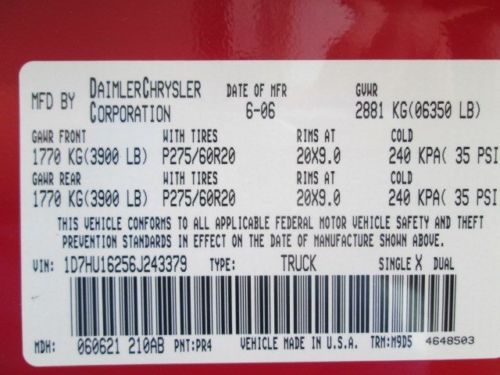 MFD BY DAIMLERCHRYSLER CORPORATION DATE OF MFR 6-06 GVWR 2881 KG(06350 LB)
GAWR FRONT WITH TIRES RIMS AT COLD
1770 KG(3900 LB) P275/60R20 20X9.0 240 KPA( 35 PSI
GAWR REAR WITH TIRES RIMS AT COLD
1770 KG(3900 LB) P275/60R20 20X9.0 240 KPA( 35 PSI
THIS VEHICLE CONFORMS TO ALL APPLICABLE FEDERAL MOTOR VEHICLE SAFETY AND THEFT
PREVENTION STANDARDS IN EFFECT ON THE DATE OF MANUFACTURE SHOWN ABOVE.
VIN: 1D7HU16256J243379 TYPE: TRUCK SINGLE X DUAL
MDH: 060621 210AB PNT:PR4 VEHICLE MADE IN U.S.A. TRM:M9D5 4648503